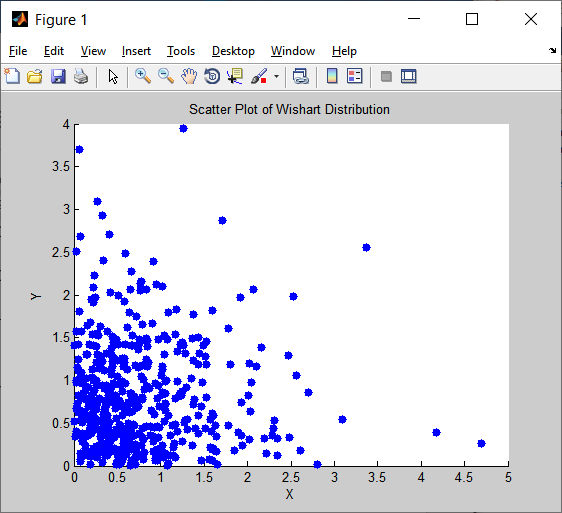 Figure 1
File Edit View Insert Tools Desktop Window Help
Scatter Plot of Wishart Distribution
4
3.5
3
2.5
2
1.5
1
0.5
0
Y
0 0.5 1 1.5 2 2.5 3 3.5 4 4.5 5
X